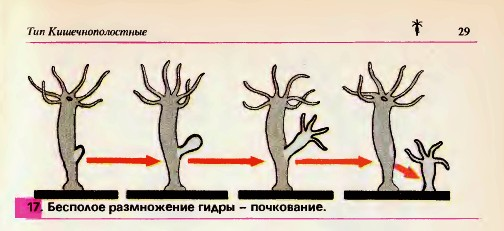 Тип Кишечнополостные 29
17. Бесполое размножение гидры – почкование.